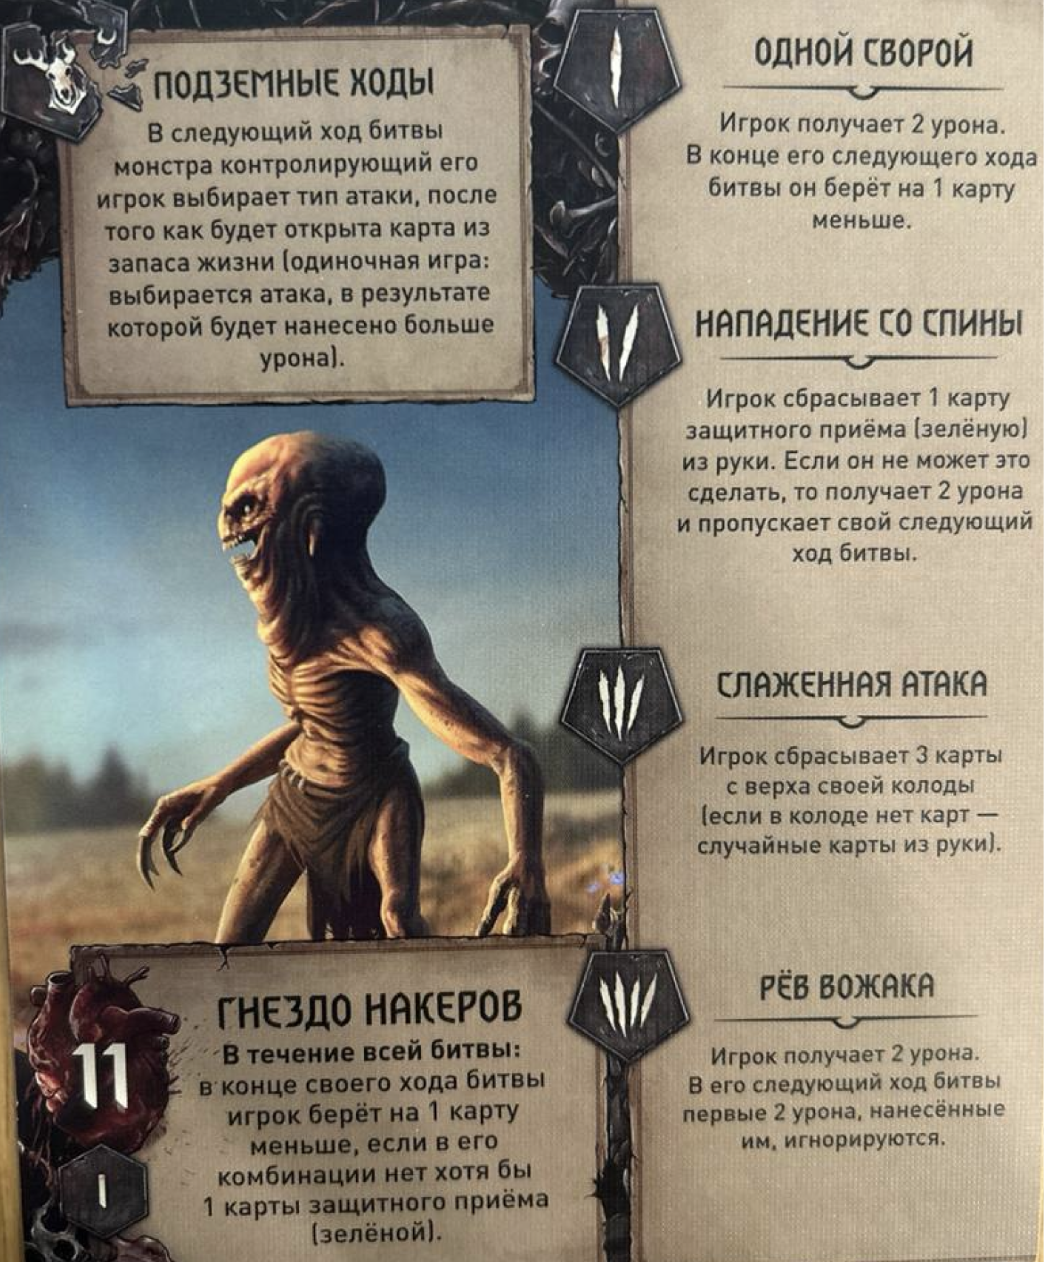 ПОДЗЕМНЫЕ ХОДЫ
В следующий ход битвы
монстра контролирующий его
игрок выбирает тип атаки, после
того как будет открыта карта из
запаса жизни (одиночная игра:
выбирается атака, в результате
которой будет нанесено больше
урона).
11
I
ГНЕЗДО НАКЕРОВ
В течение всей битвы:
в конце своего хода битвы
игрок берёт на 1 карту
меньше, если в его
комбинации нет хотя бы
1 карты защитного приёма
(зелёной).
ОДНОЙ СВОРОЙ
Игрок получает 2 урона.
В конце его следующего хода
битвы он берёт на 1 карту
меньше.
НАПАДЕНИЕ СО СПИНЫ
Игрок сбрасывает 1 карту
защитного приёма (зелёную)
из руки. Если он не может это
сделать, то получает 2 урона
и пропускает свой следующий
ход битвы.
СЛАЖЕННАЯ АТАКА
Игрок сбрасывает 3 карты
с верха своей колоды
(если в колоде нет карт —
случайные карты из руки).
РЁВ ВОЖАКА
Игрок получает 2 урона.
В его следующий ход битвы
первые 2 урона, нанесённые
им, игнорируются.